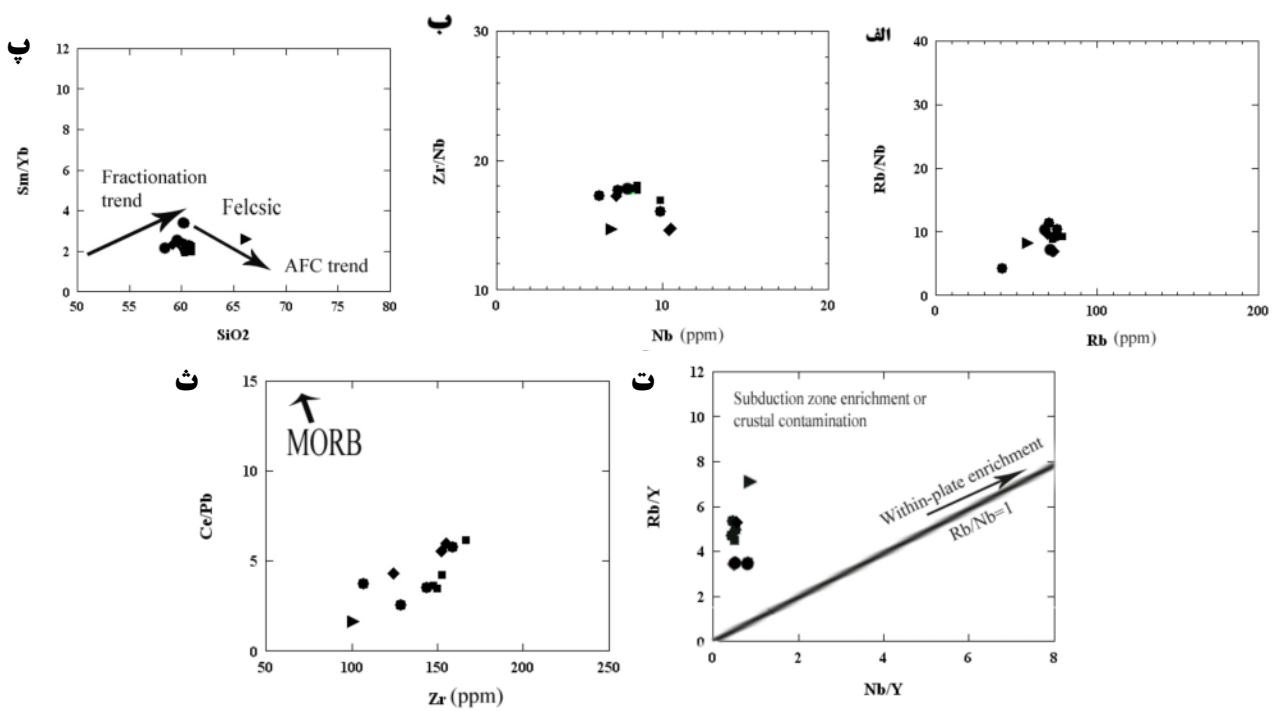 الف
40
30
20
10
0
Rb/Nb
0
100
200
Rb (ppm)
ب
30
20
10
Zr/Nb
0
10
20
Nb (ppm)
پ
12
10
8
6
4
2
0
Sm/Yb
Fractionation
trend
Felcsic
AFC trend
50
55
60
65
70
75
80
SiO2
ت
12
10
8
6
4
2
0
Rb/Y
Subduction zone enrichment or
crustal contamination
Within-plate enrichment
Rb/Nb=1
0
2
4
6
8
Nb/Y
ث
15
10
5
0
Ce/Pb
MORB
50
100
150
200
250
Zr (ppm)